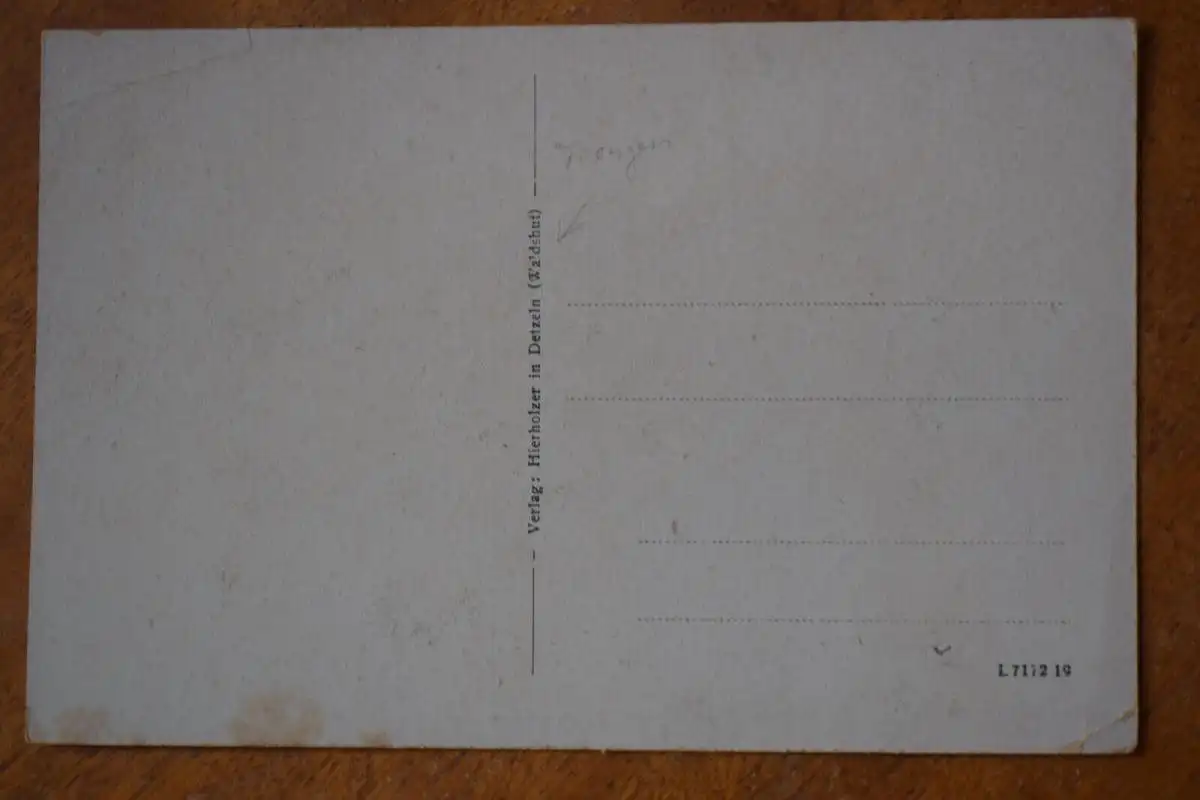 — Verlag: Hierholzer in Detzeln (Waldshut) —
L 7172 19